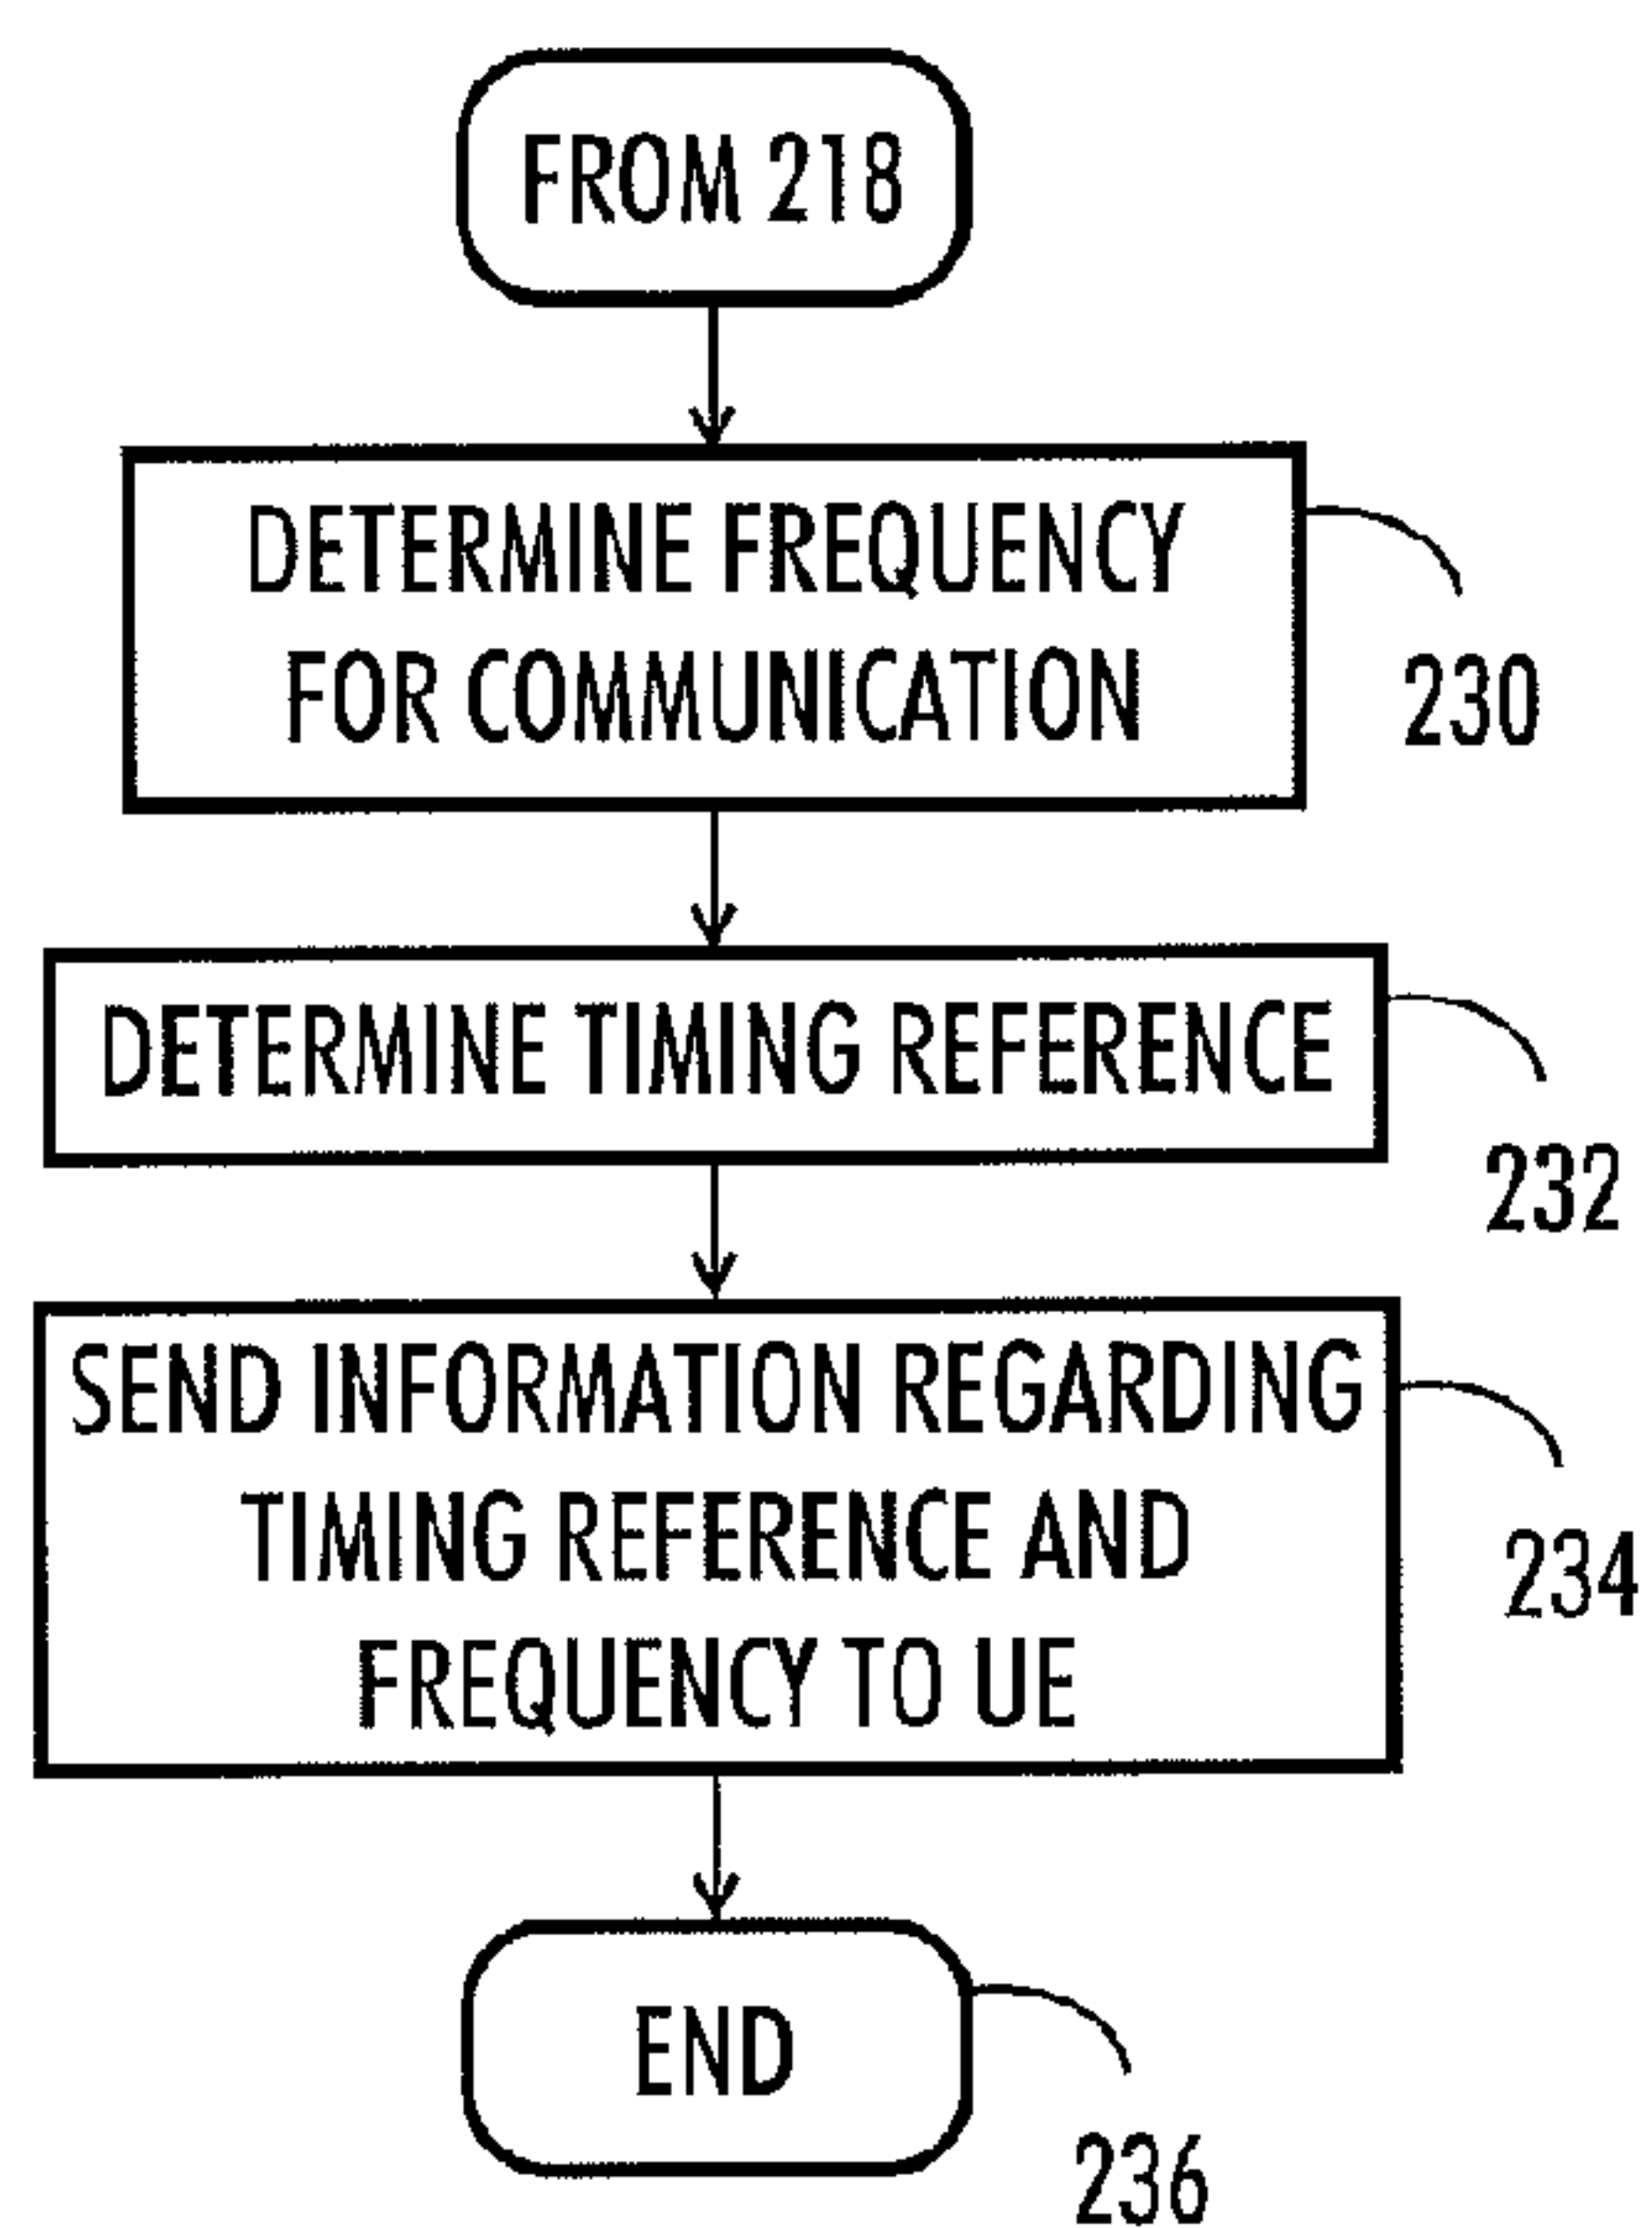 FROM 218
DETERMINE FREQUENCY
FOR COMMUNICATION
230
DETERMINE TIMING REFERENCE
232
SEND INFORMATION REGARDING
TIMING REFERENCE AND
FREQUENCY TO UE
234
END
236